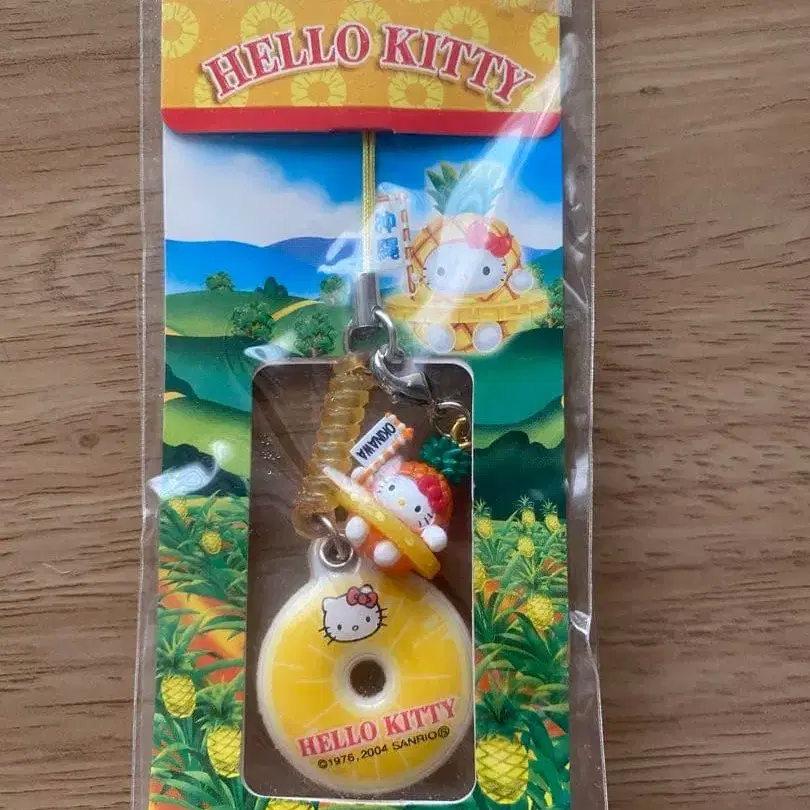 HELLO KITTY
OKINAWA
HELLO KITTY
©1976, 2004 SANRIO